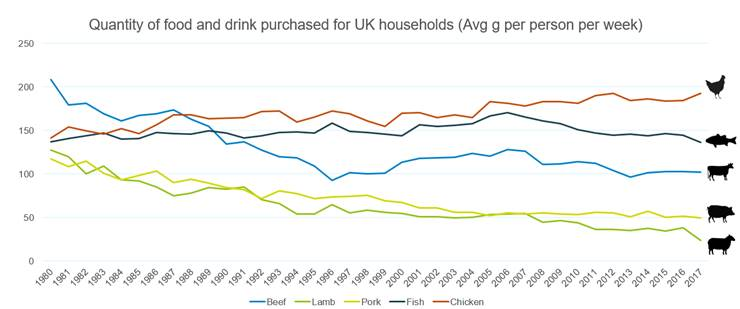 Quantity of food and drink purchased for UK households (Avg g per person per week)
250
200
150
100
50
0
1980 1981 1982 1983 1984 1985 1986 1987 1988 1989 1990 1991 1992 1993 1994 1995 1996 1997 1998 1999 2000 2001 2002 2003 2004 2005 2006 2007 2008 2009 2010 2011 2012 2013 2014 2015 2016 2017
Beef Lamb Pork Fish Chicken